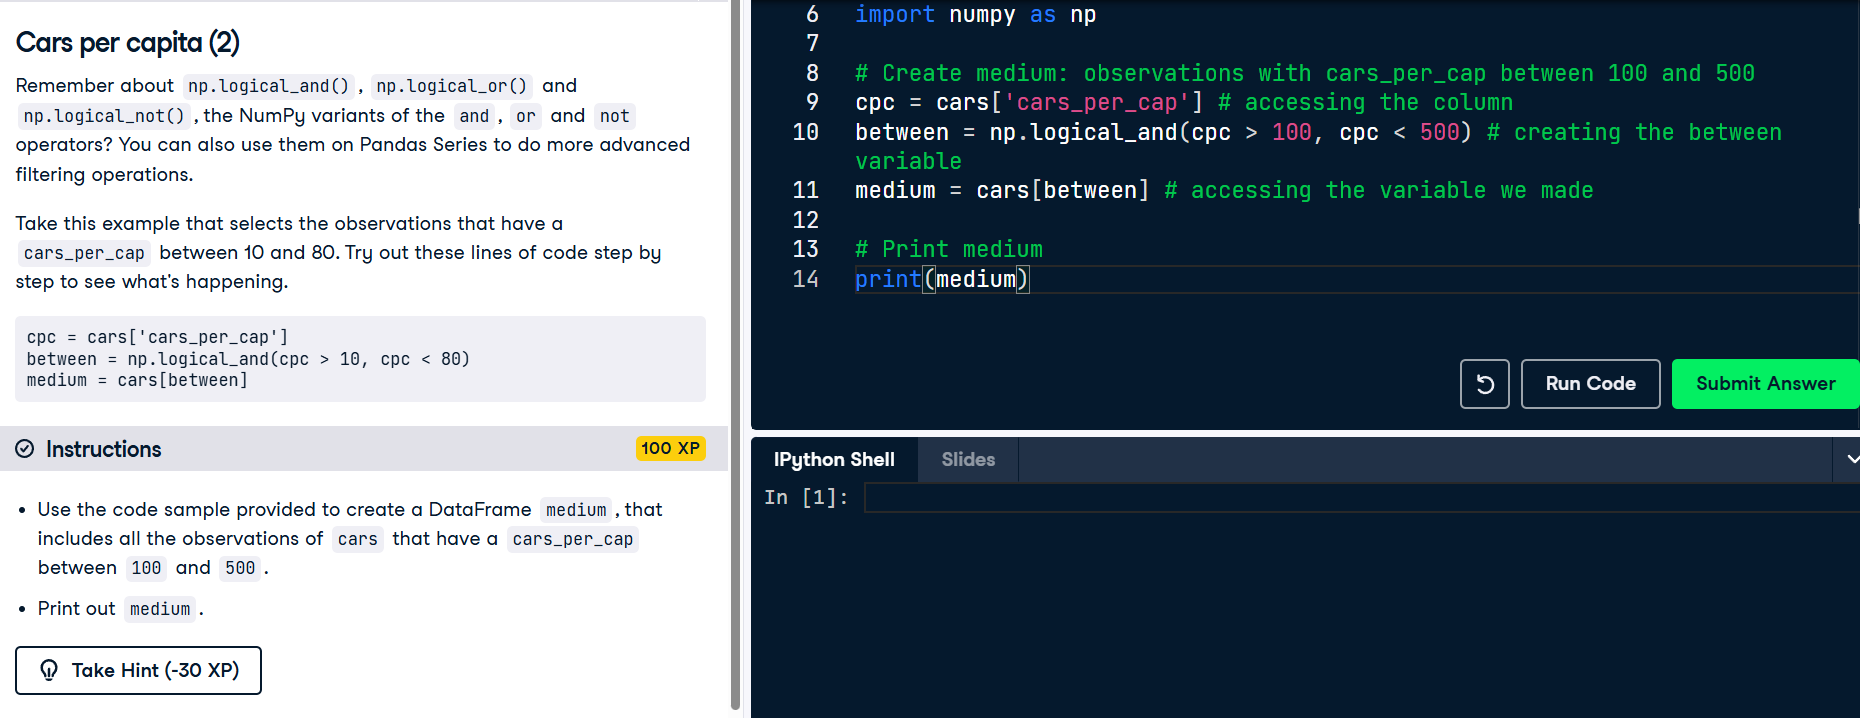 Cars per capita (2)
Remember about np.logical_and(), np.logical_or() and
np.logical_not(), the NumPy variants of the and, or and not
operators? You can also use them on Pandas Series to do more advanced
filtering operations.
Take this example that selects the observations that have a
cars_per_cap between 10 and 80. Try out these lines of code step by
step to see what's happening.
cpc = cars['cars_per_cap']
between = np.logical_and(cpc > 10, cpc < 80)
medium = cars[between]
Instructions
100 XP
• Use the code sample provided to create a DataFrame medium, that
includes all the observations of cars that have a cars_per_cap
between 100 and 500.
• Print out medium.
Take Hint (-30 XP)
6 import numpy as np
7
8 # Create medium: observations with cars_per_cap between 100 and 500
9 cpc = cars['cars_per_cap'] # accessing the column
10 between = np.logical_and(cpc > 100, cpc < 500) # creating the between
variable
11 medium = cars[between] # accessing the variable we made
12
13 # Print medium
14 print(medium)
Run Code
Submit Answer
IPython Shell
Slides
In [1]: